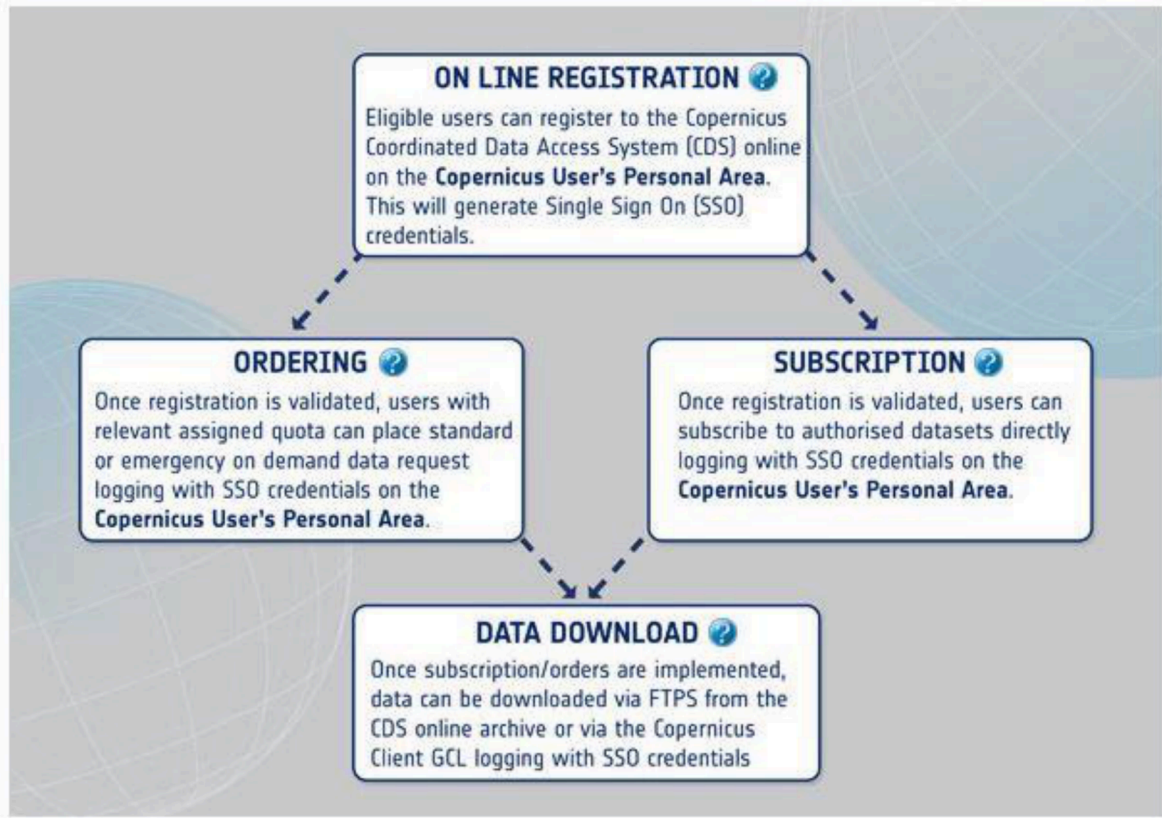 ON LINE REGISTRATION ?
Eligible users can register to the Copernicus
Coordinated Data Access System (CDS) online
on the Copernicus User's Personal Area.
This will generate Single Sign On (SSO)
credentials.
ORDERING ?
Once registration is validated, users with
relevant assigned quota can place standard
or emergency on demand data request
logging with SSO credentials on the
Copernicus User's Personal Area.
SUBSCRIPTION ?
Once registration is validated, users can
subscribe to authorised datasets directly
logging with SSO credentials on the
Copernicus User's Personal Area.
DATA DOWNLOAD ?
Once subscription/orders are implemented,
data can be downloaded via FTPS from the
CDS online archive or via the Copernicus
Client GCL logging with SSO credentials